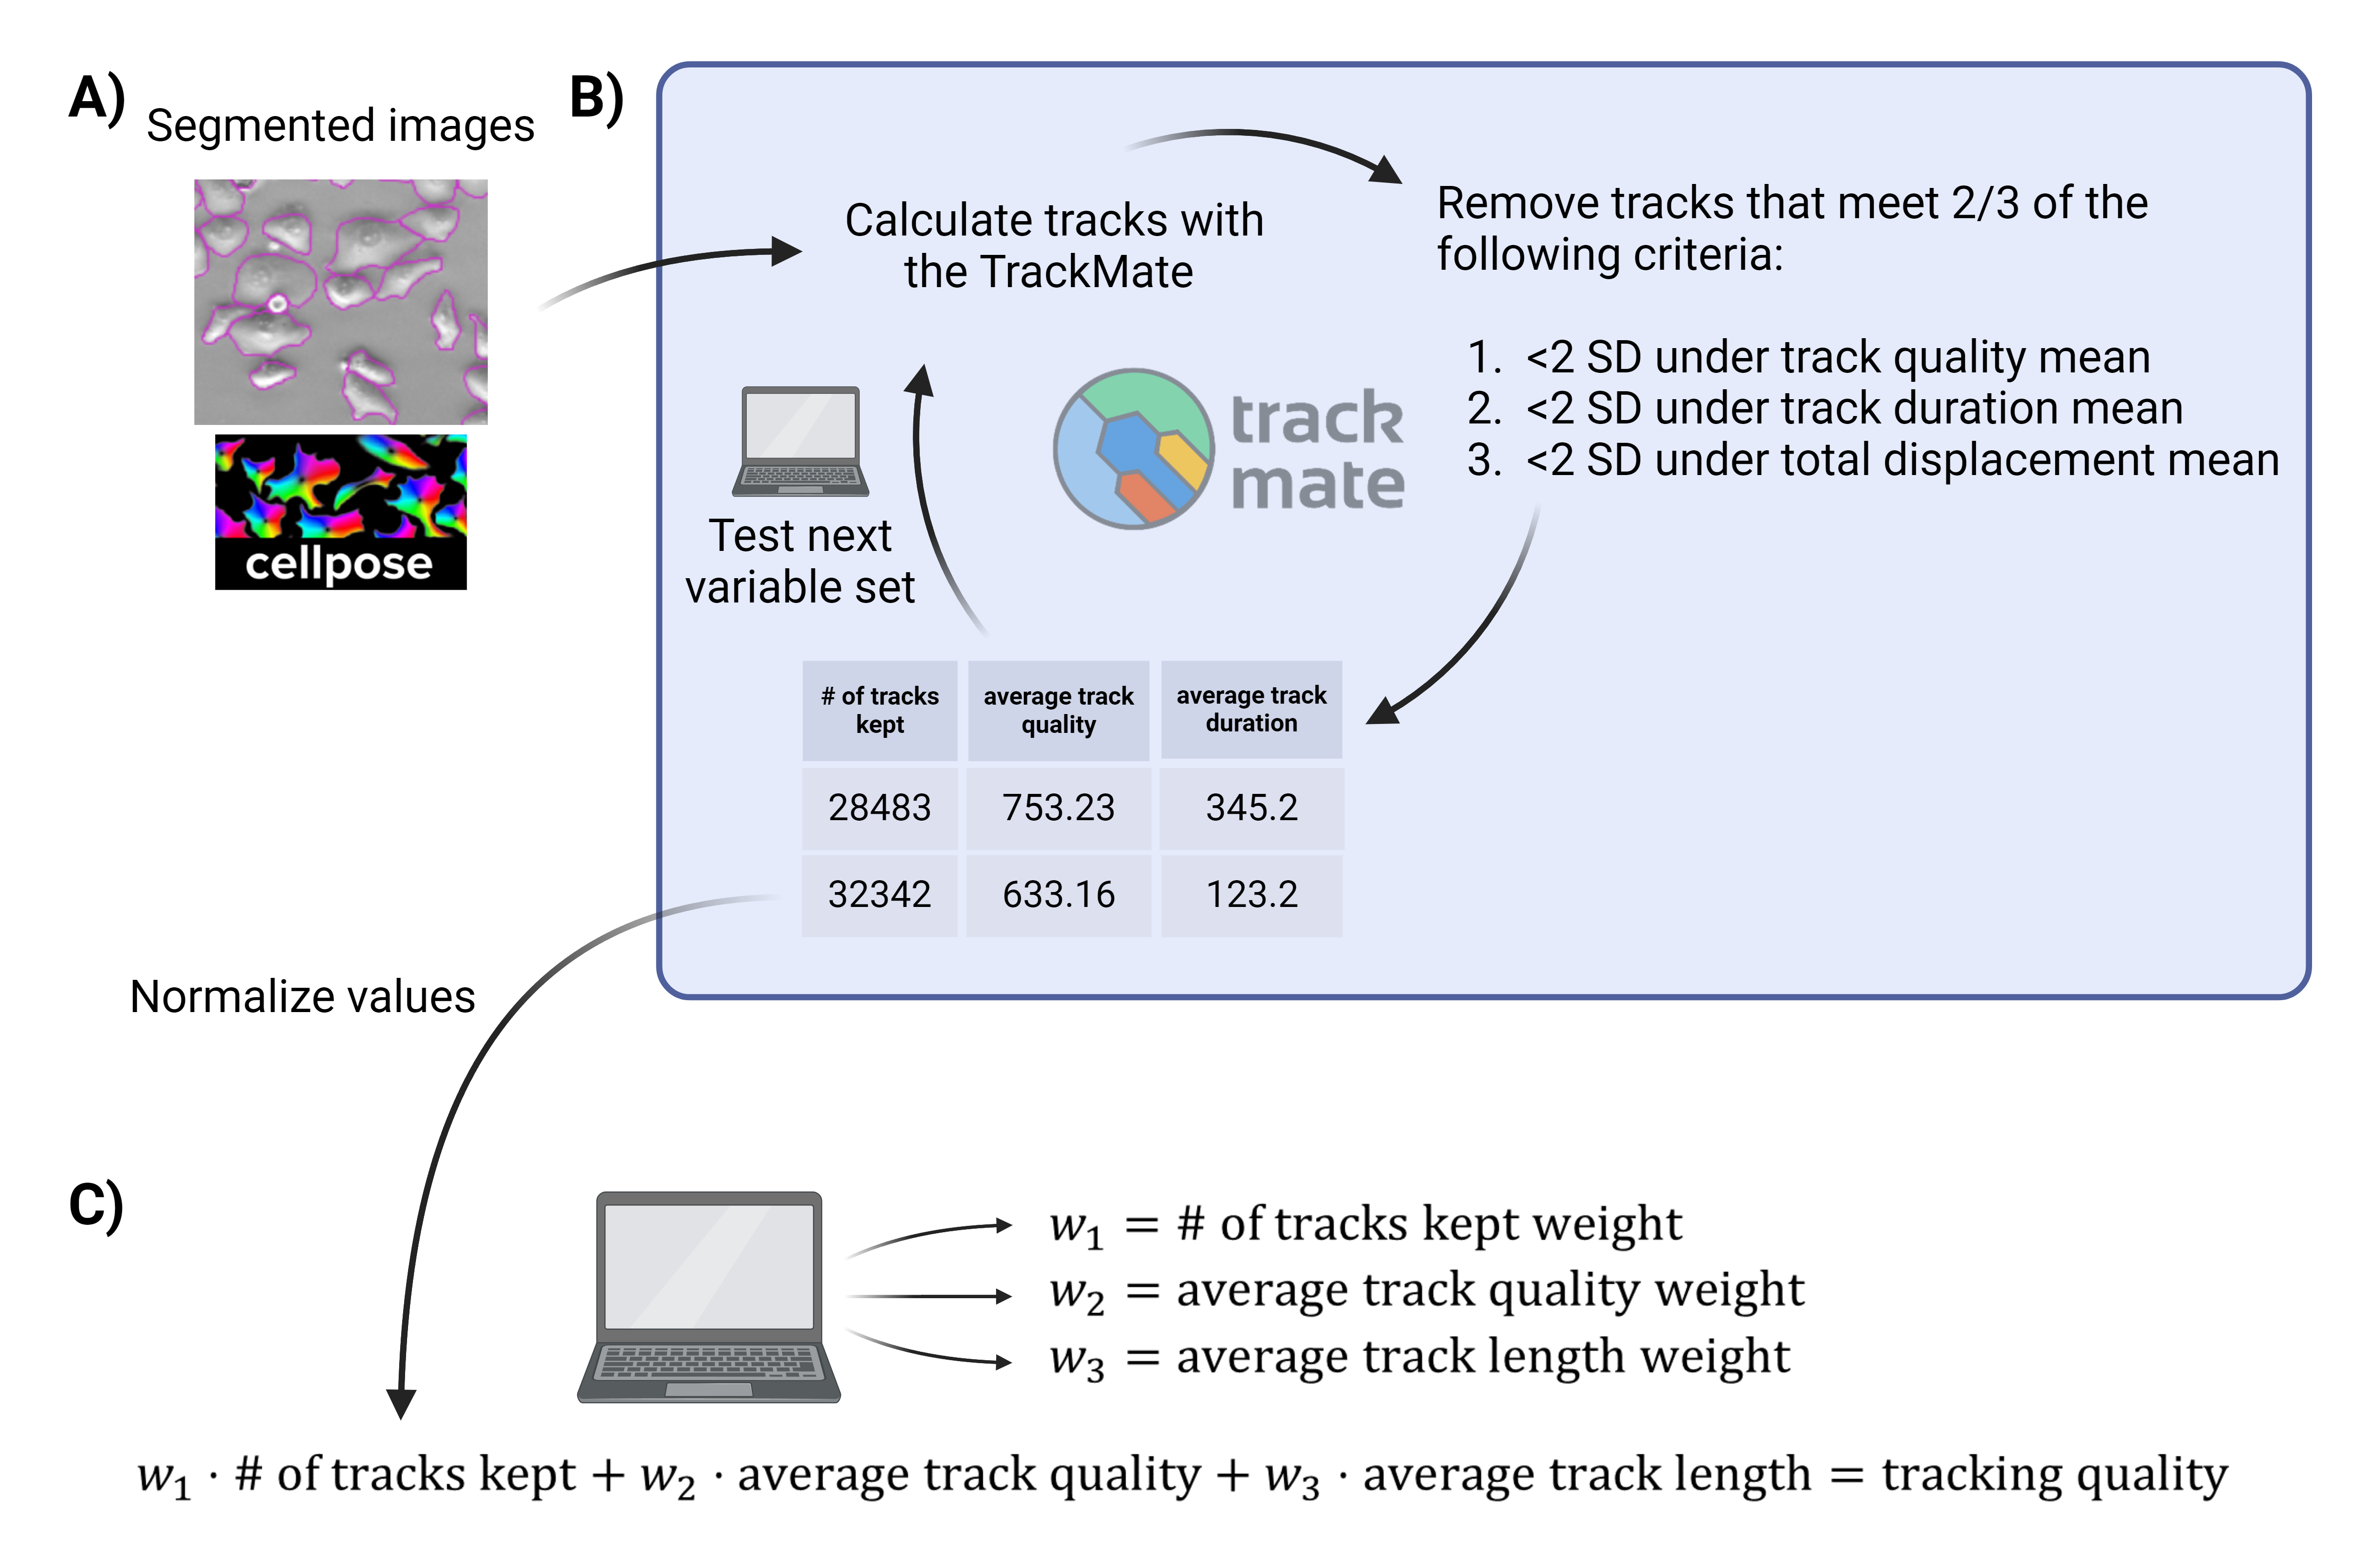 A)
Segmented images
cellpose
B)
Calculate tracks with
the TrackMate
Remove tracks that meet 2/3 of the
following criteria:
1. <2 SD under track quality mean
2. <2 SD under track duration mean
3. <2 SD under total displacement mean
track
mate
Test next
variable set
# of tracks
kept
average track
quality
average track
duration
28483 753.23 345.2
32342 633.16 123.2
Normalize values
C)
w₁ = # of tracks kept weight
w₂ = average track quality weight
w₃ = average track length weight
w₁ · # of tracks kept + w₂ · average track quality + w₃ · average track length = tracking quality